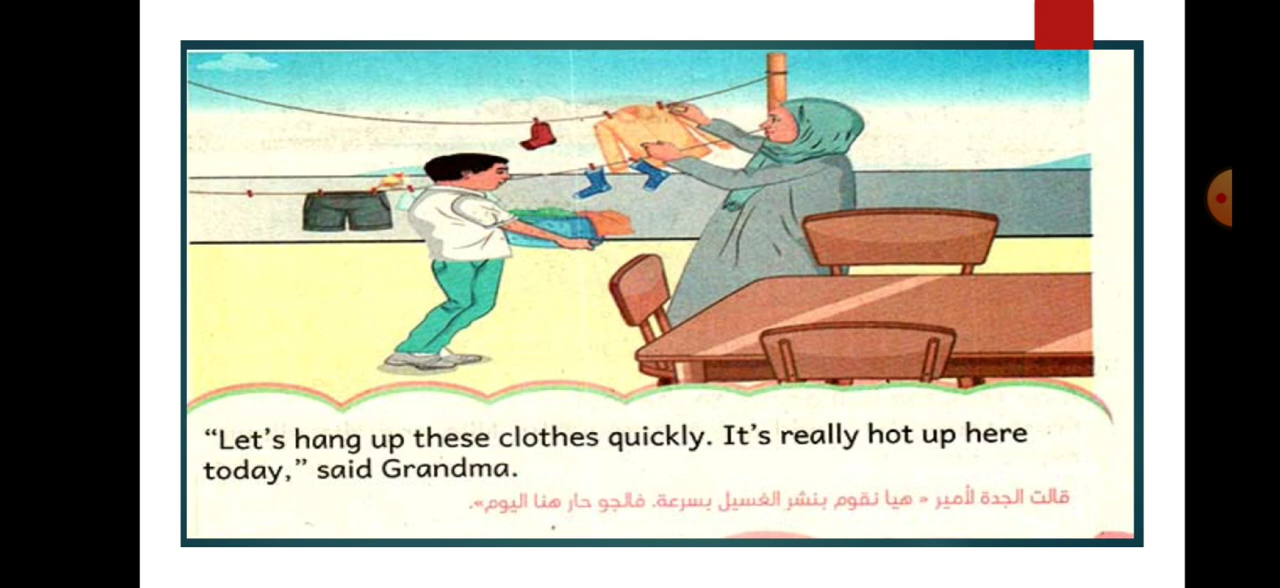 “Let’s hang up these clothes quickly. It’s really hot up here
today,” said Grandma.
قالت الجدة لأمير « هيا نقوم بنشر الغسيل بسرعة. فالجو حار هنا اليوم».